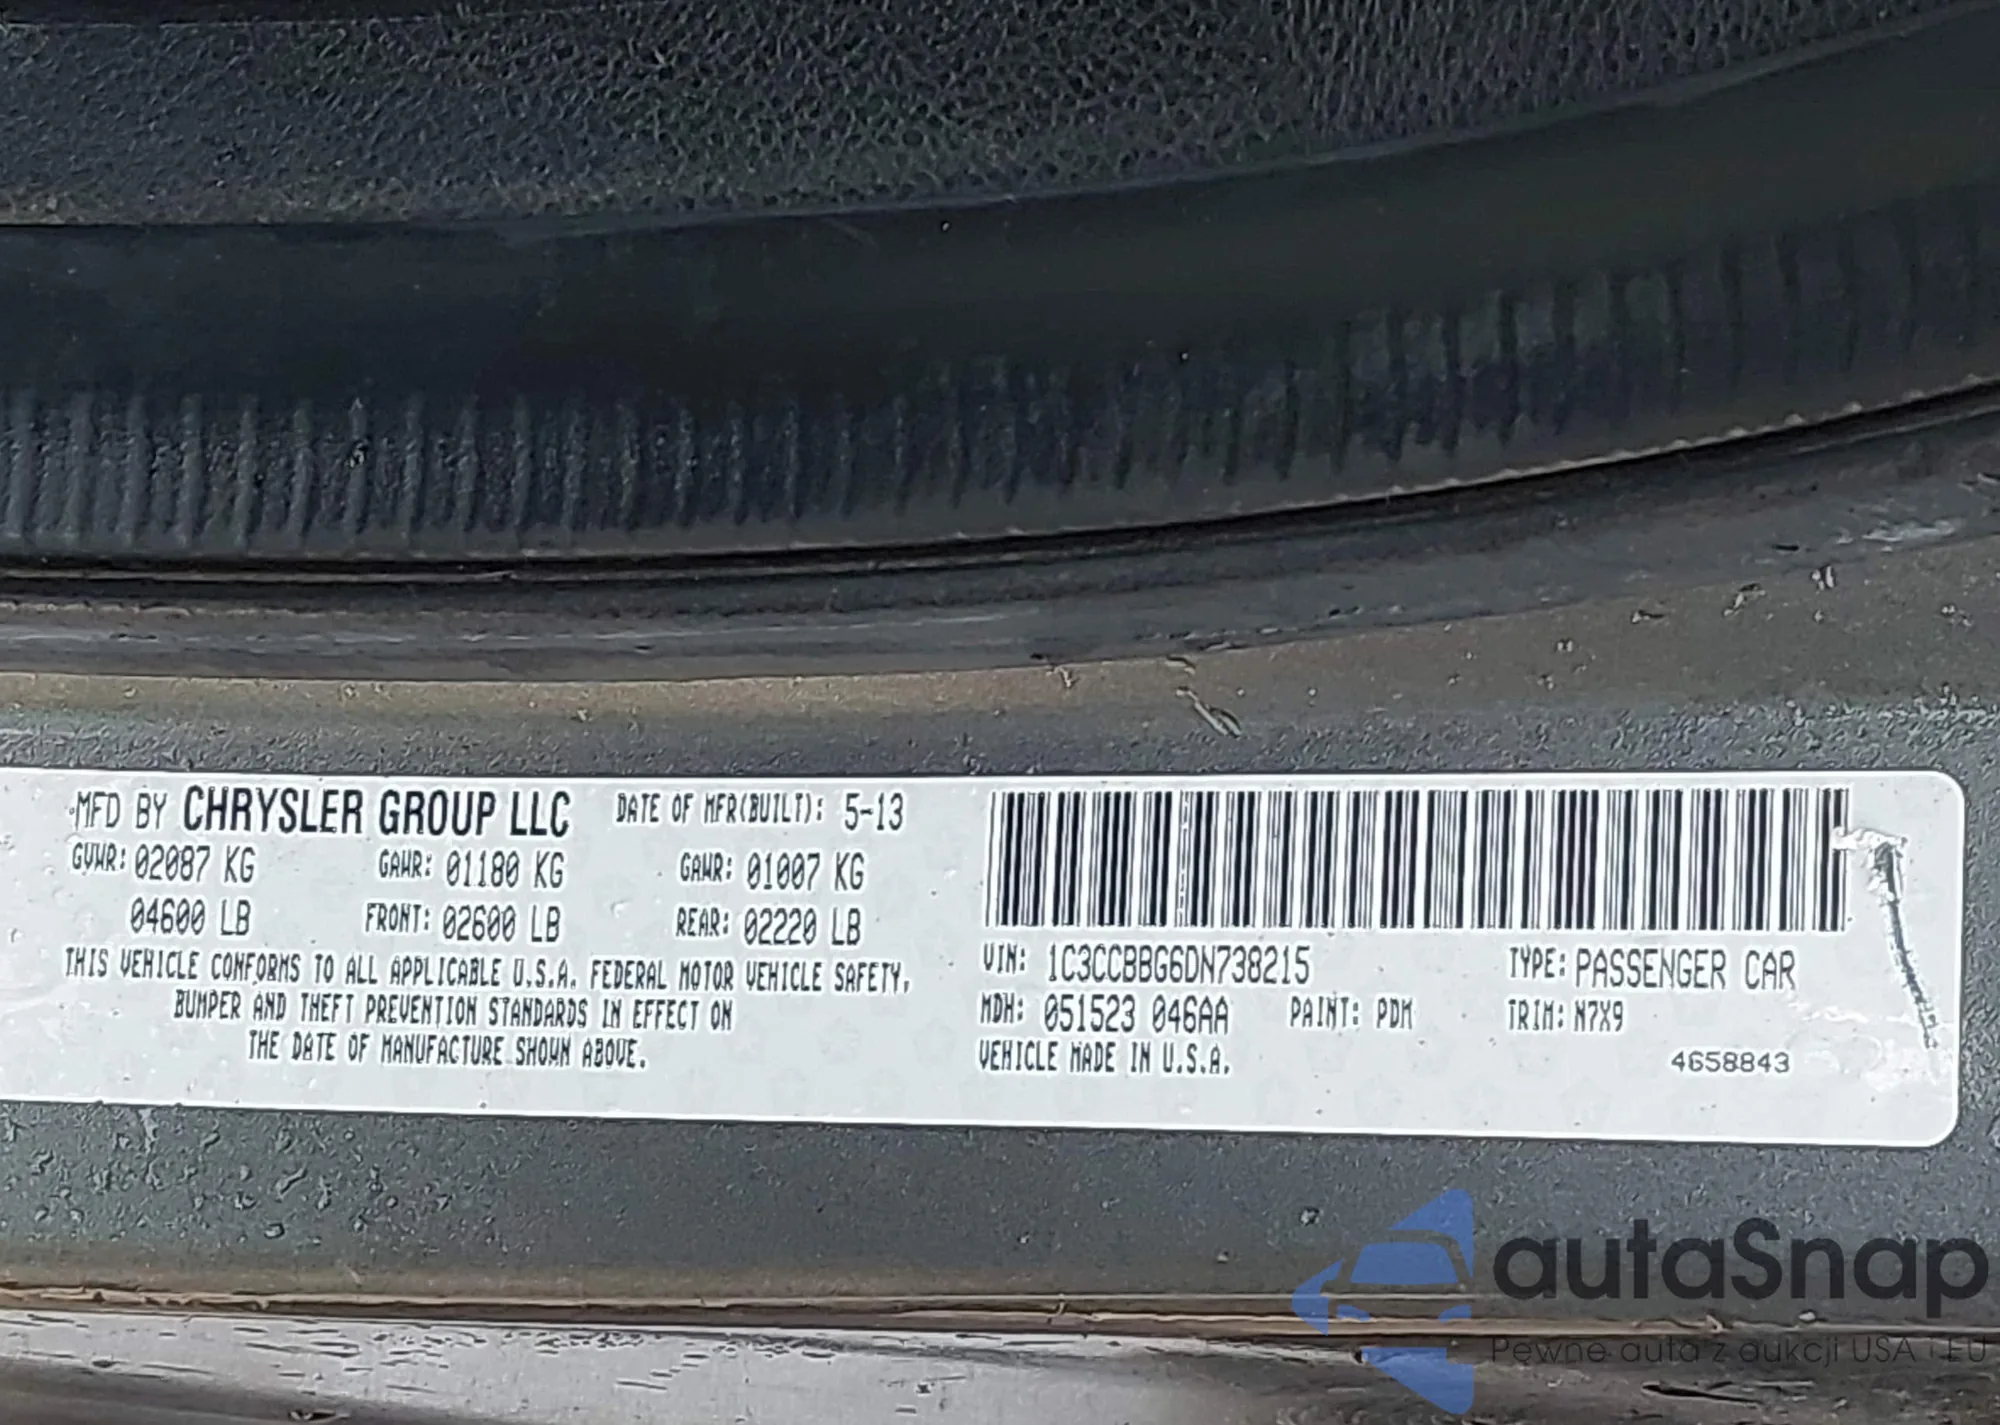 MFD BY CHRYSLER GROUP LLC DATE OF MFR(BUILT): 5-13
GVWR: 02087 KG GAWR: 01180 KG GAWR: 01007 KG
04600 LB FRONT: 02600 LB REAR: 02220 LB
THIS VEHICLE CONFORMS TO ALL APPLICABLE U.S.A. FEDERAL MOTOR VEHICLE SAFETY,
BUMPER AND THEFT PREVENTION STANDARDS IN EFFECT ON
THE DATE OF MANUFACTURE SHOWN ABOVE.
VIN: 1C3CCBBG6DN738215 TYPE: PASSENGER CAR
MDH: 051523 046AA PAINT: PDM TRIM: N7X9
VEHICLE MADE IN U.S.A.
4658843
autaSnap
Pewne auta z aukcji USA i EU